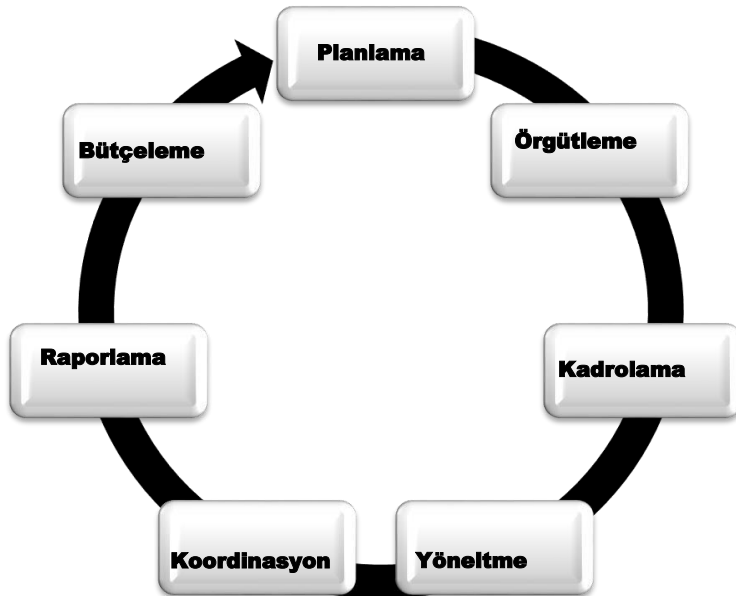 Planlama
Örgütleme
Kadrolama
Yöneltme
Koordinasyon
Raporlama
Bütçeleme